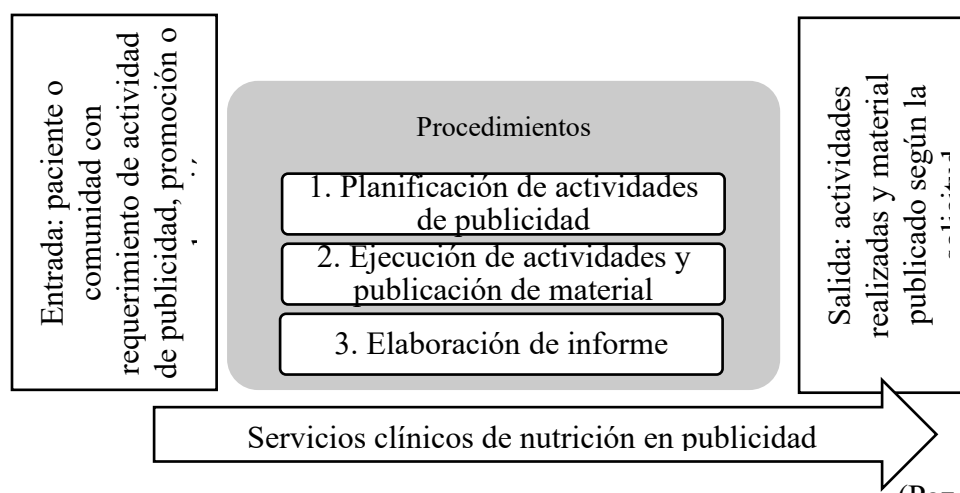 Entrada: paciente o
comunidad con
requerimiento de actividad
de publicidad, promoción o
Procedimientos
1. Planificación de actividades
de publicidad
2. Ejecución de actividades y
publicación de material
3. Elaboración de informe
Salida: actividades
realizadas y material
publicado según la
Servicios clínicos de nutrición en publicidad